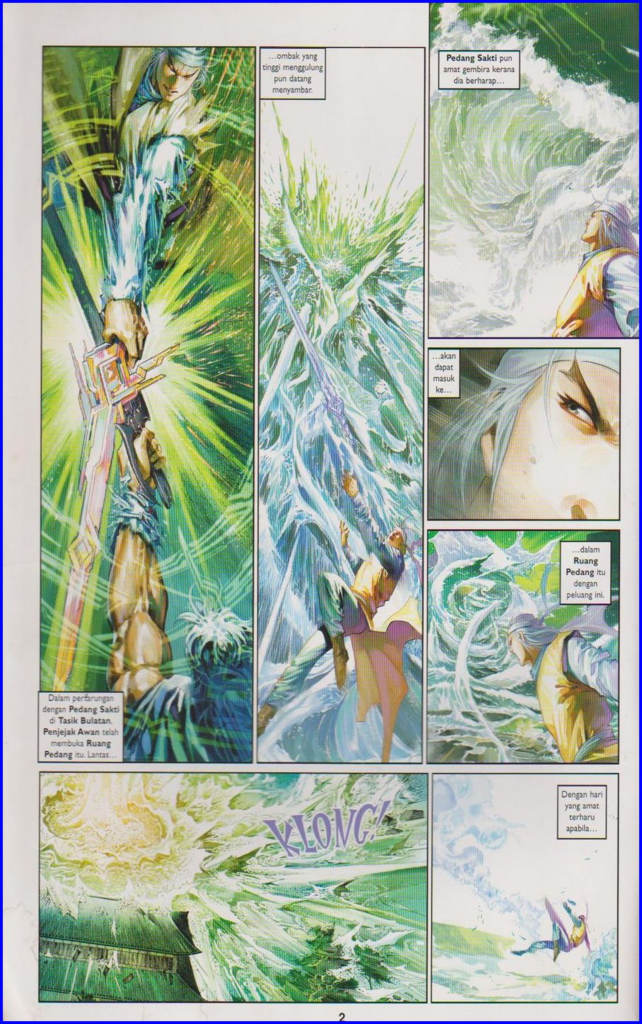 Dalam pertarungan
dengan Pedang Sakti
di Tasik Bulatan.
Penjejak Awan telah
membuka Ruang
Pedang itu. Lantas...
...ombak yang
tinggi menggulung
pun datang
menyambar.
Pedang Sakti pun
amat gembira kerana
dia berharap...
...akan
dapat
masuk
ke...
...dalam
Ruang
Pedang itu
dengan
peluang ini.
KLONG!
Dengan hari
yang amat
terharu
apabila...
2